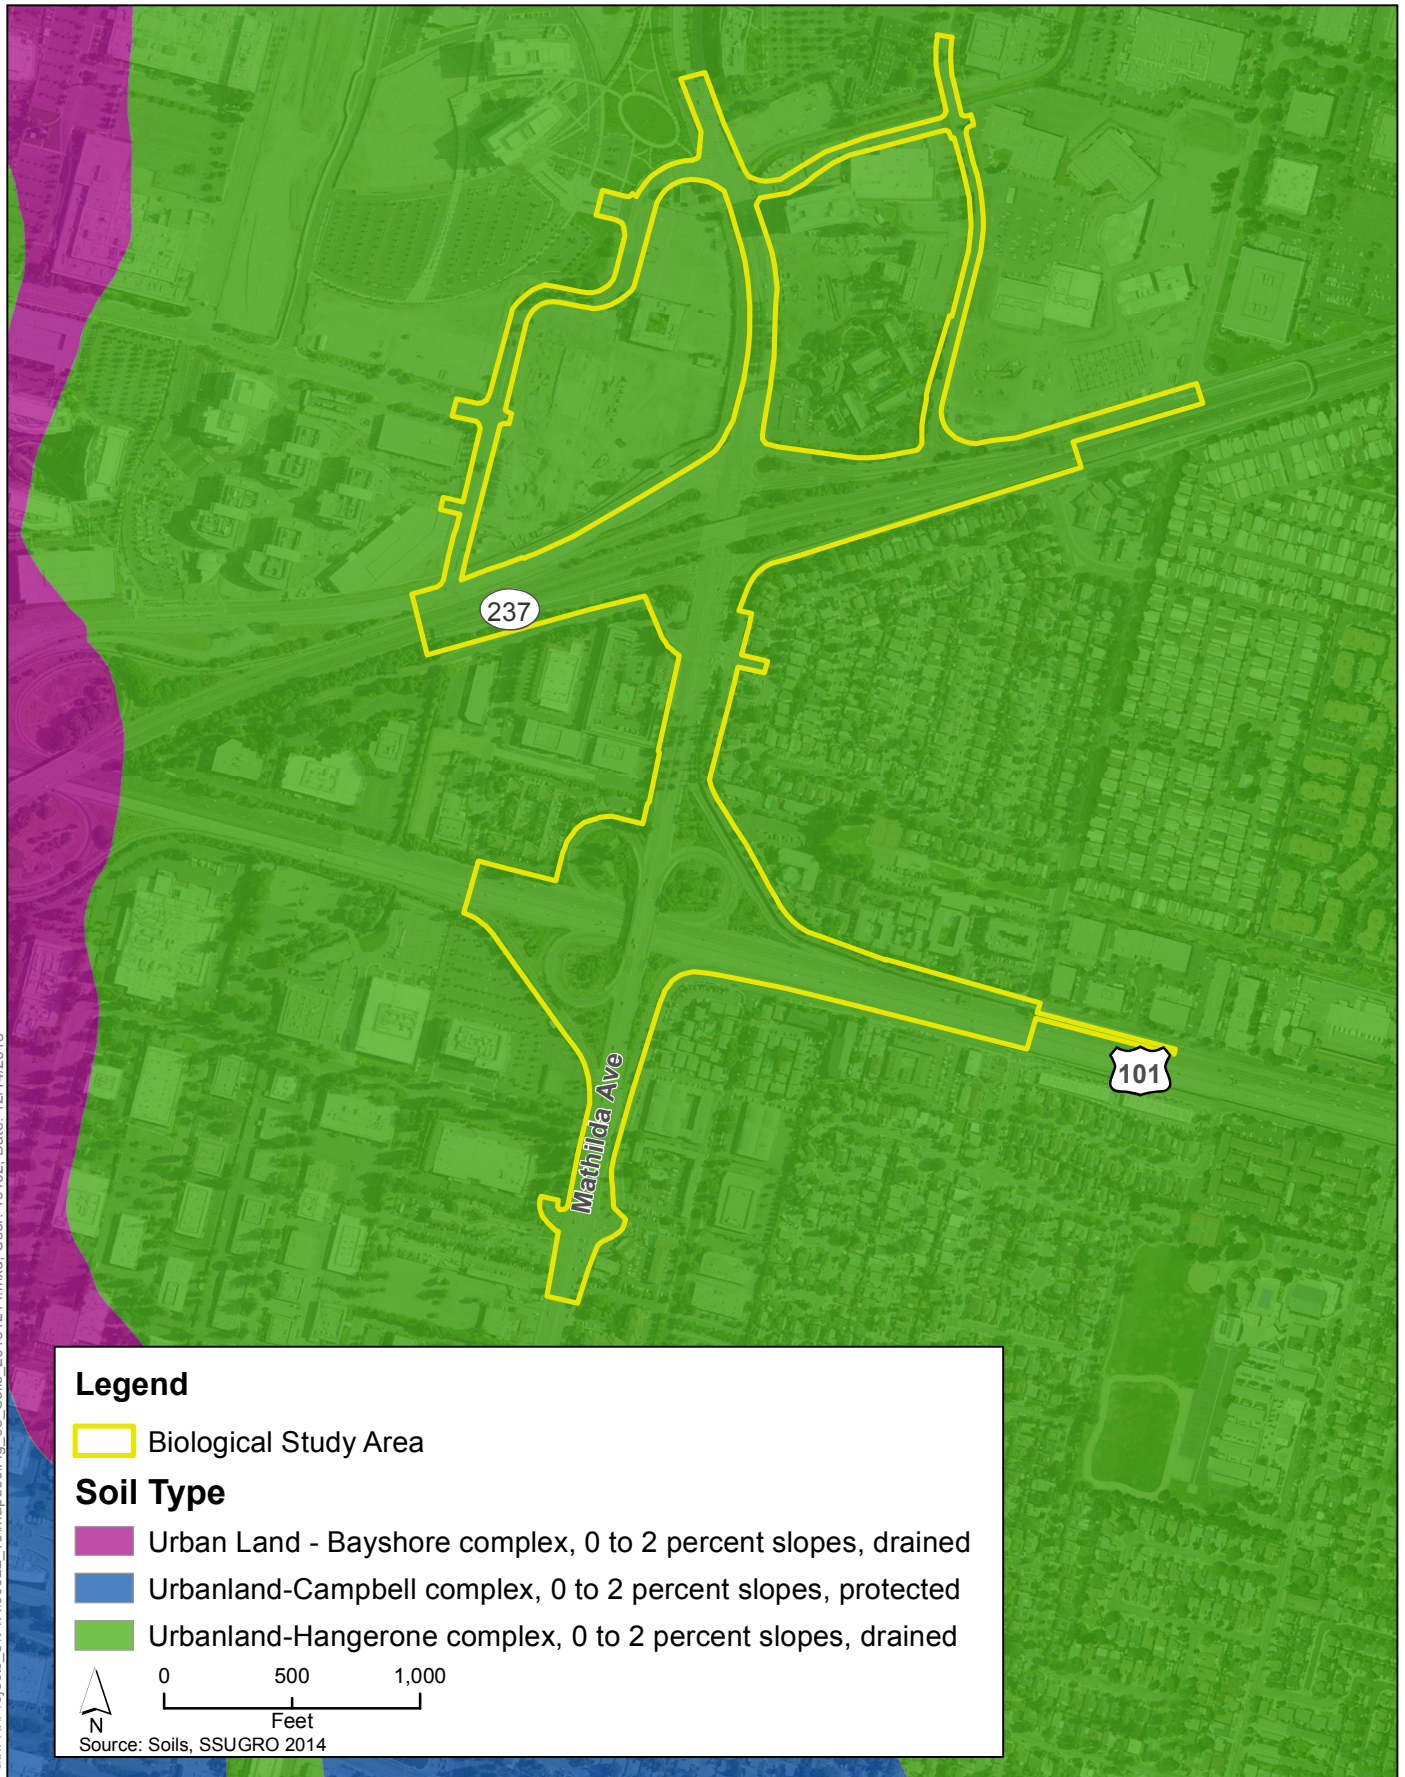 237
101
Mathilda Ave
Legend
Biological Study Area
Soil Type
Urban Land - Bayshore complex, 0 to 2 percent slopes, drained
Urbanland-Campbell complex, 0 to 2 percent slopes, protected
Urbanland-Hangerone complex, 0 to 2 percent slopes, drained
0 500 1,000
Feet
N
Source: Soils, SSUGRO 2014